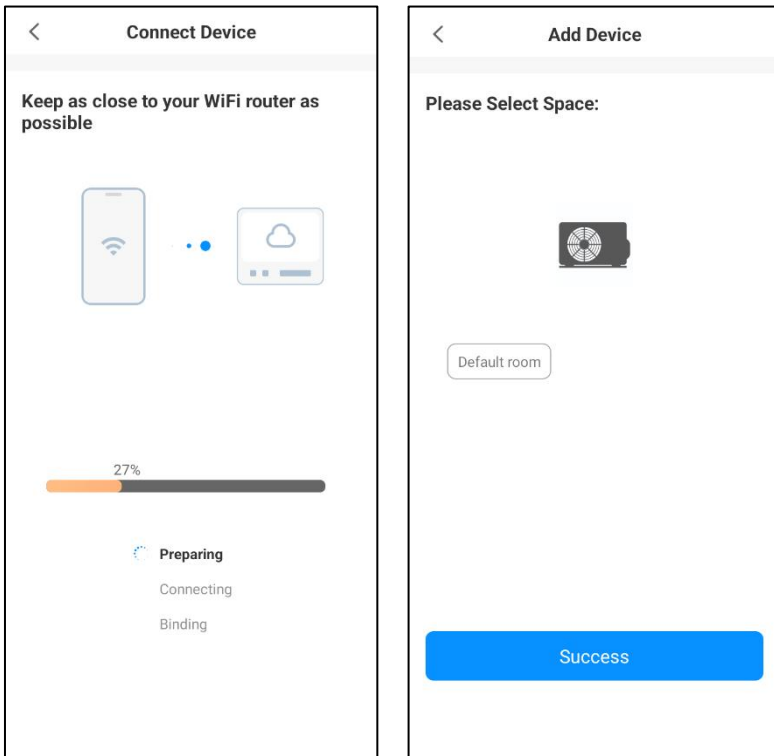 Connect Device
Keep as close to your WiFi router as
possible
27%
Preparing
Connecting
Binding
Add Device
Please Select Space:
Default room
Success